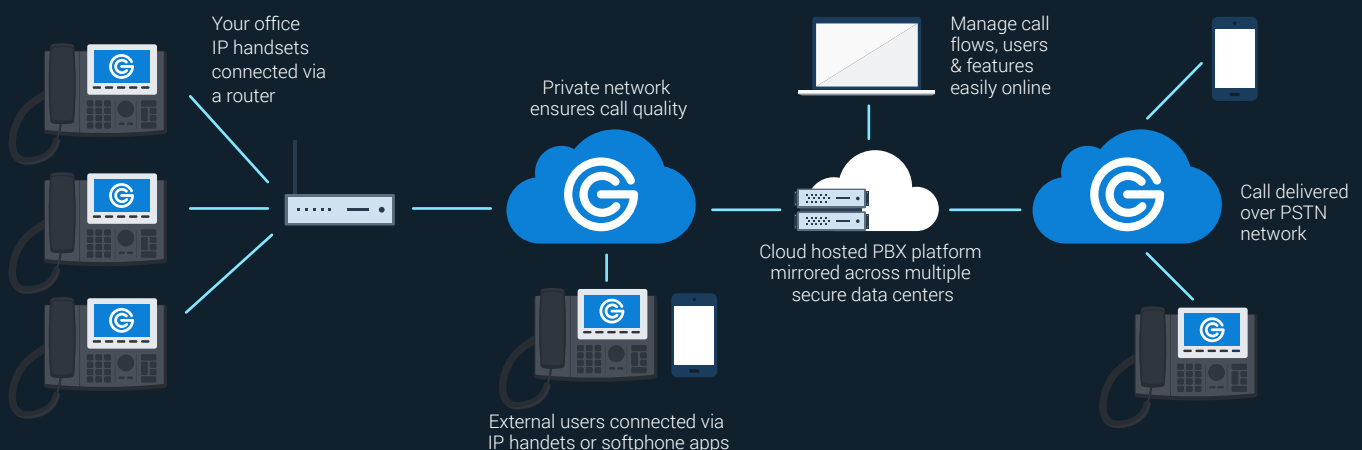 Your office
IP handsets
connected via
a router
Private network
ensures call quality
Manage call
flows, users
& features
easily online
Cloud hosted PBX platform
mirrored across multiple
secure data centers
Call delivered
over PSTN
network
External users connected via
IP handets or softphone apps